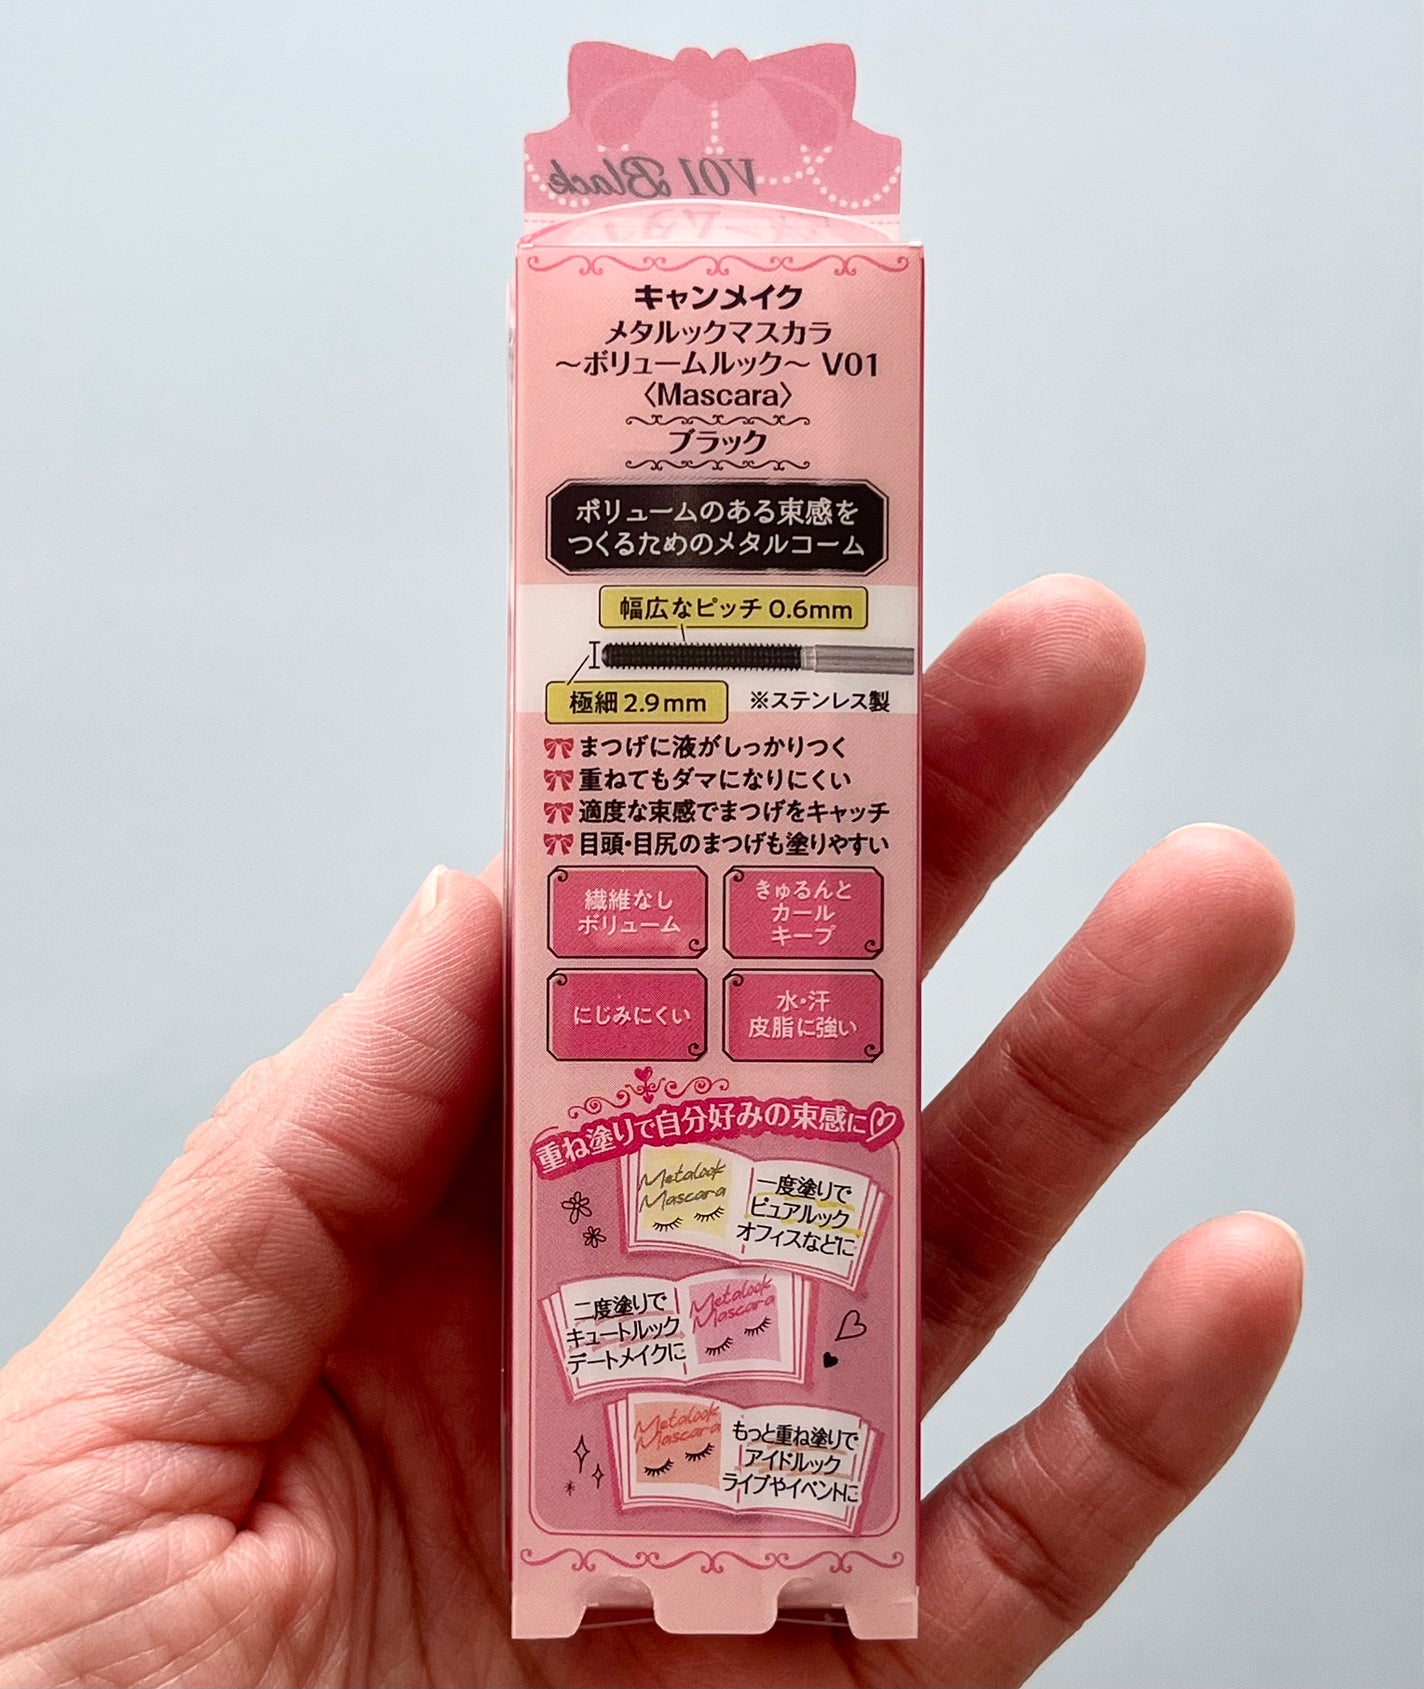 V01 Black
キャンメイク
メタルックマスカラ
〜ボリュームルック〜 V01
〈Mascara〉
ブラック
ボリュームのある束感を
つくるためのメタルコーム
幅広なピッチ 0.6mm
極細 2.9mm
※ステンレス製
まつげに液がしっかりつく
重ねてもダマになりにくい
適度な束感でまつげをキャッチ
目頭・目尻のまつげも塗りやすい
繊維なし
ボリューム
きゅるんと
カール
キープ
にじみにくい
水・汗
皮脂に強い
重ね塗りで自分好みの束感に♡
Metalook
Mascara
一度塗りで
ピュアルック
オフィスなどに
二度塗りで
キュートルック
デートメイクに
Metalook
Mascara
Metalook
Mascara
もっと重ね塗りで
アイドルック
ライブやイベントに